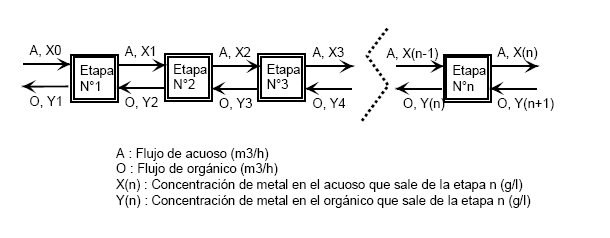 A, X0 A, X1 A, X2 A, X3 A, X(n-1) A, X(n)
Etapa Etapa Etapa Etapa
N°1 N°2 N°3 N°n
O, Y1 O, Y2 O, Y3 O, Y4 O, Y(n) O, Y(n+1)
A : Flujo de acuoso (m3/h)
O : Flujo de orgánico (m3/h)
X(n) : Concentración de metal en el acuoso que sale de la etapa n (g/l)
Y(n) : Concentración de metal en el orgánico que sale de la etapa n (g/l)